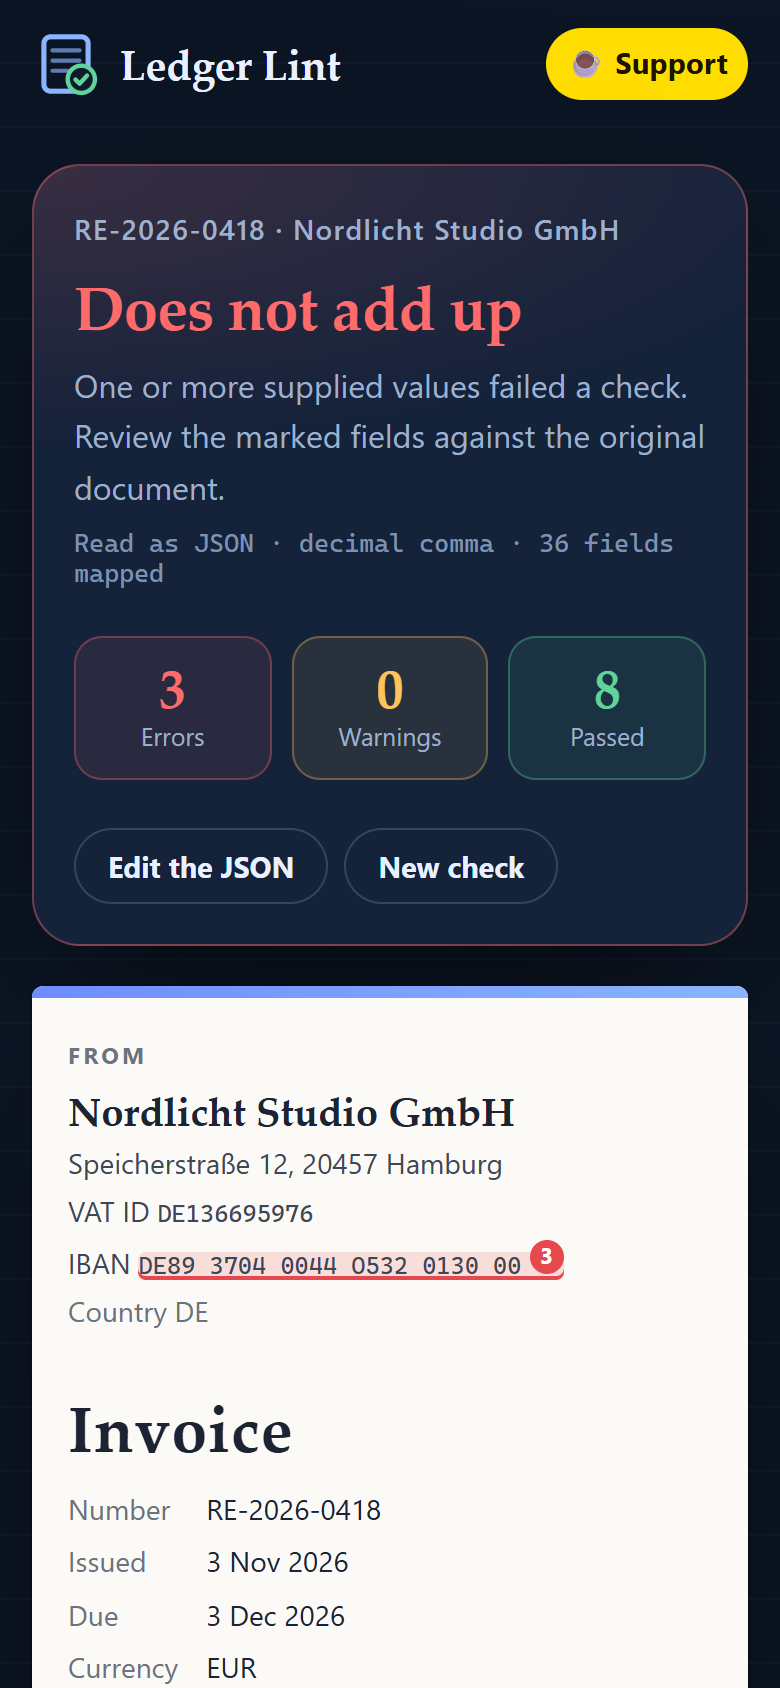 Ledger Lint
Support
RE-2026-0418 · Nordlicht Studio GmbH
Does not add up
One or more supplied values failed a check.
Review the marked fields against the original
document.
Read as JSON · decimal comma · 36 fields
mapped
3
Errors
0
Warnings
8
Passed
Edit the JSON
New check
FROM
Nordlicht Studio GmbH
Speicherstraße 12, 20457 Hamburg
VAT ID DE136695976
IBAN DE89 3704 0044 O532 0130 00 3
Country DE
Invoice
Number RE-2026-0418
Issued 3 Nov 2026
Due 3 Dec 2026
Currency EUR